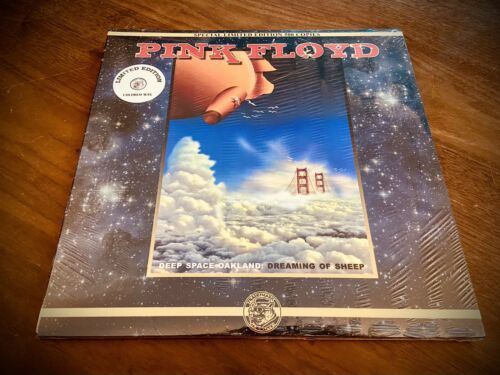 SPECIAL LIMITED EDITION 500 COPIES
PINK FLOYD
LIMITED EDITION
COLORED WAX
DEEP SPACE OAKLAND: DREAMING OF SHEEP